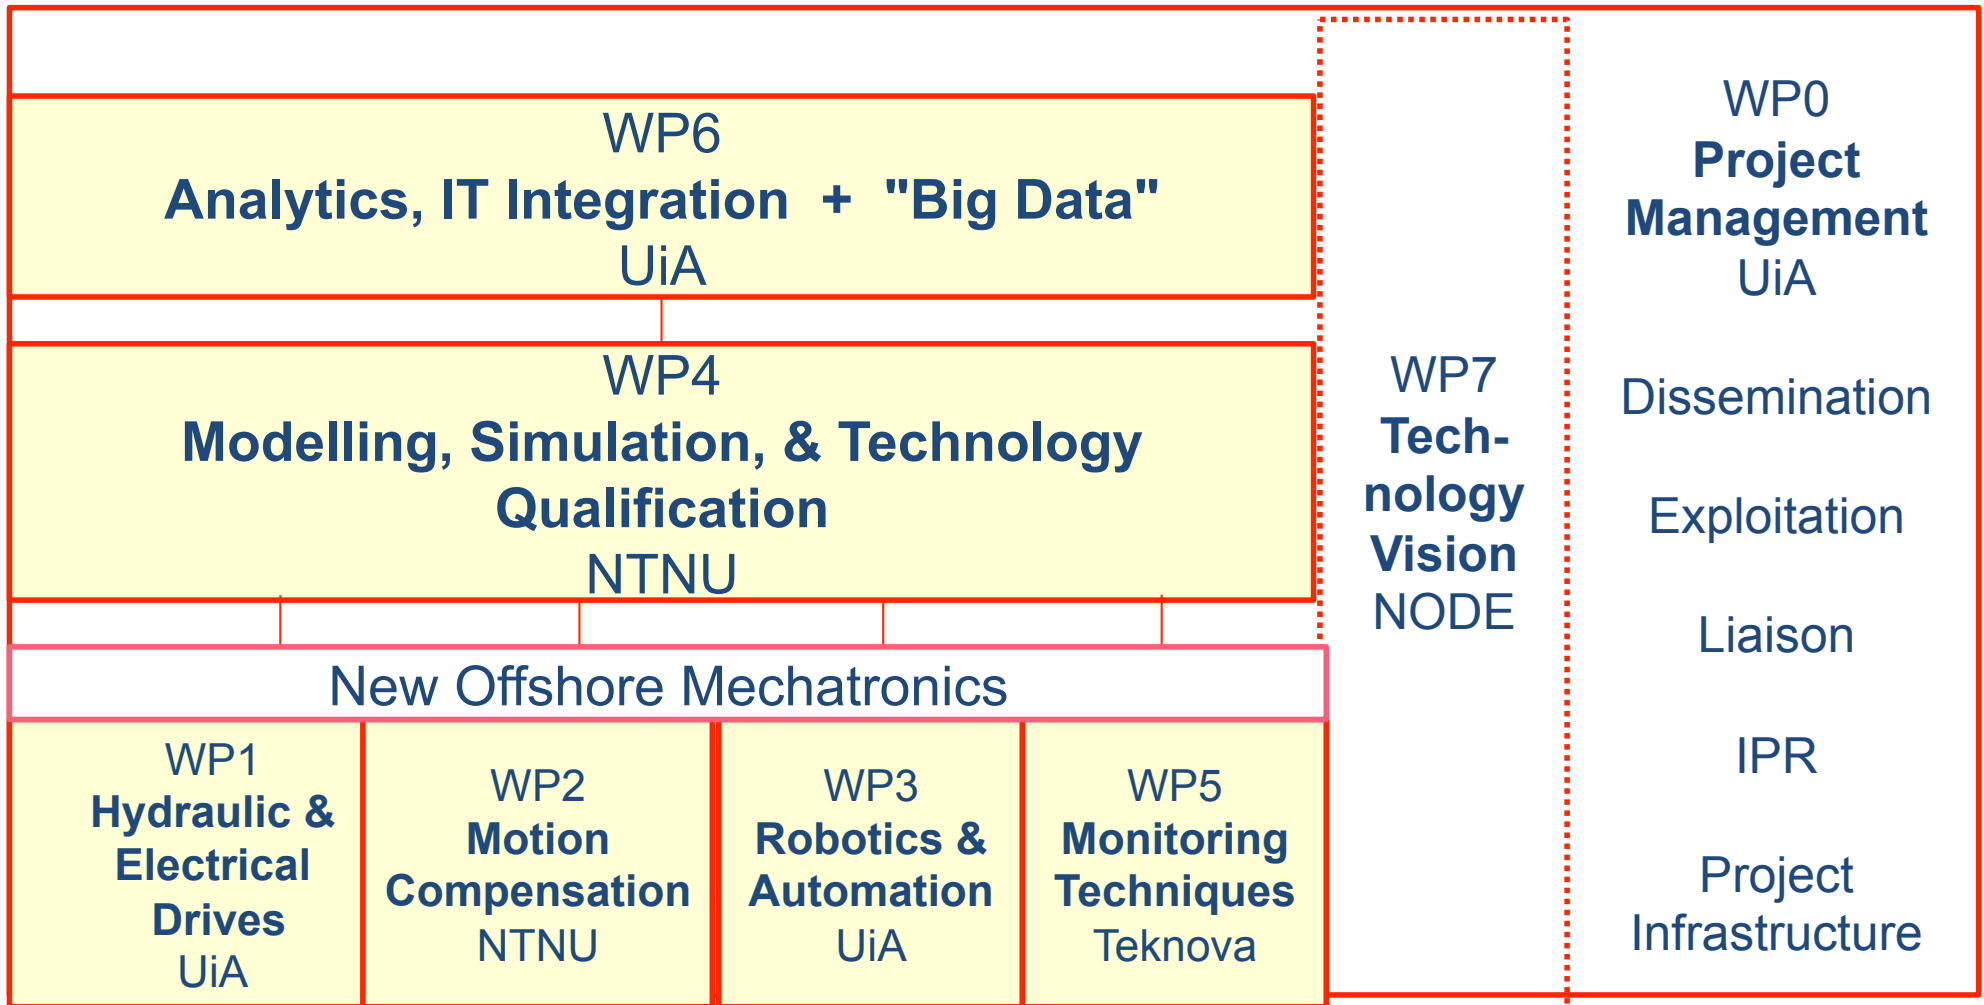 WP6
Analytics, IT Integration + "Big Data"
UiA
WP4
Modelling, Simulation, & Technology
Qualification
NTNU
New Offshore Mechatronics
WP1
Hydraulic &
Electrical
Drives
UiA
WP2
Motion
Compensation
NTNU
WP3
Robotics &
Automation
UiA
WP5
Monitoring
Techniques
Teknova
WP7
Tech-
nology
Vision
NODE
WP0
Project
Management
UiA
Dissemination
Exploitation
Liaison
IPR
Project
Infrastructure